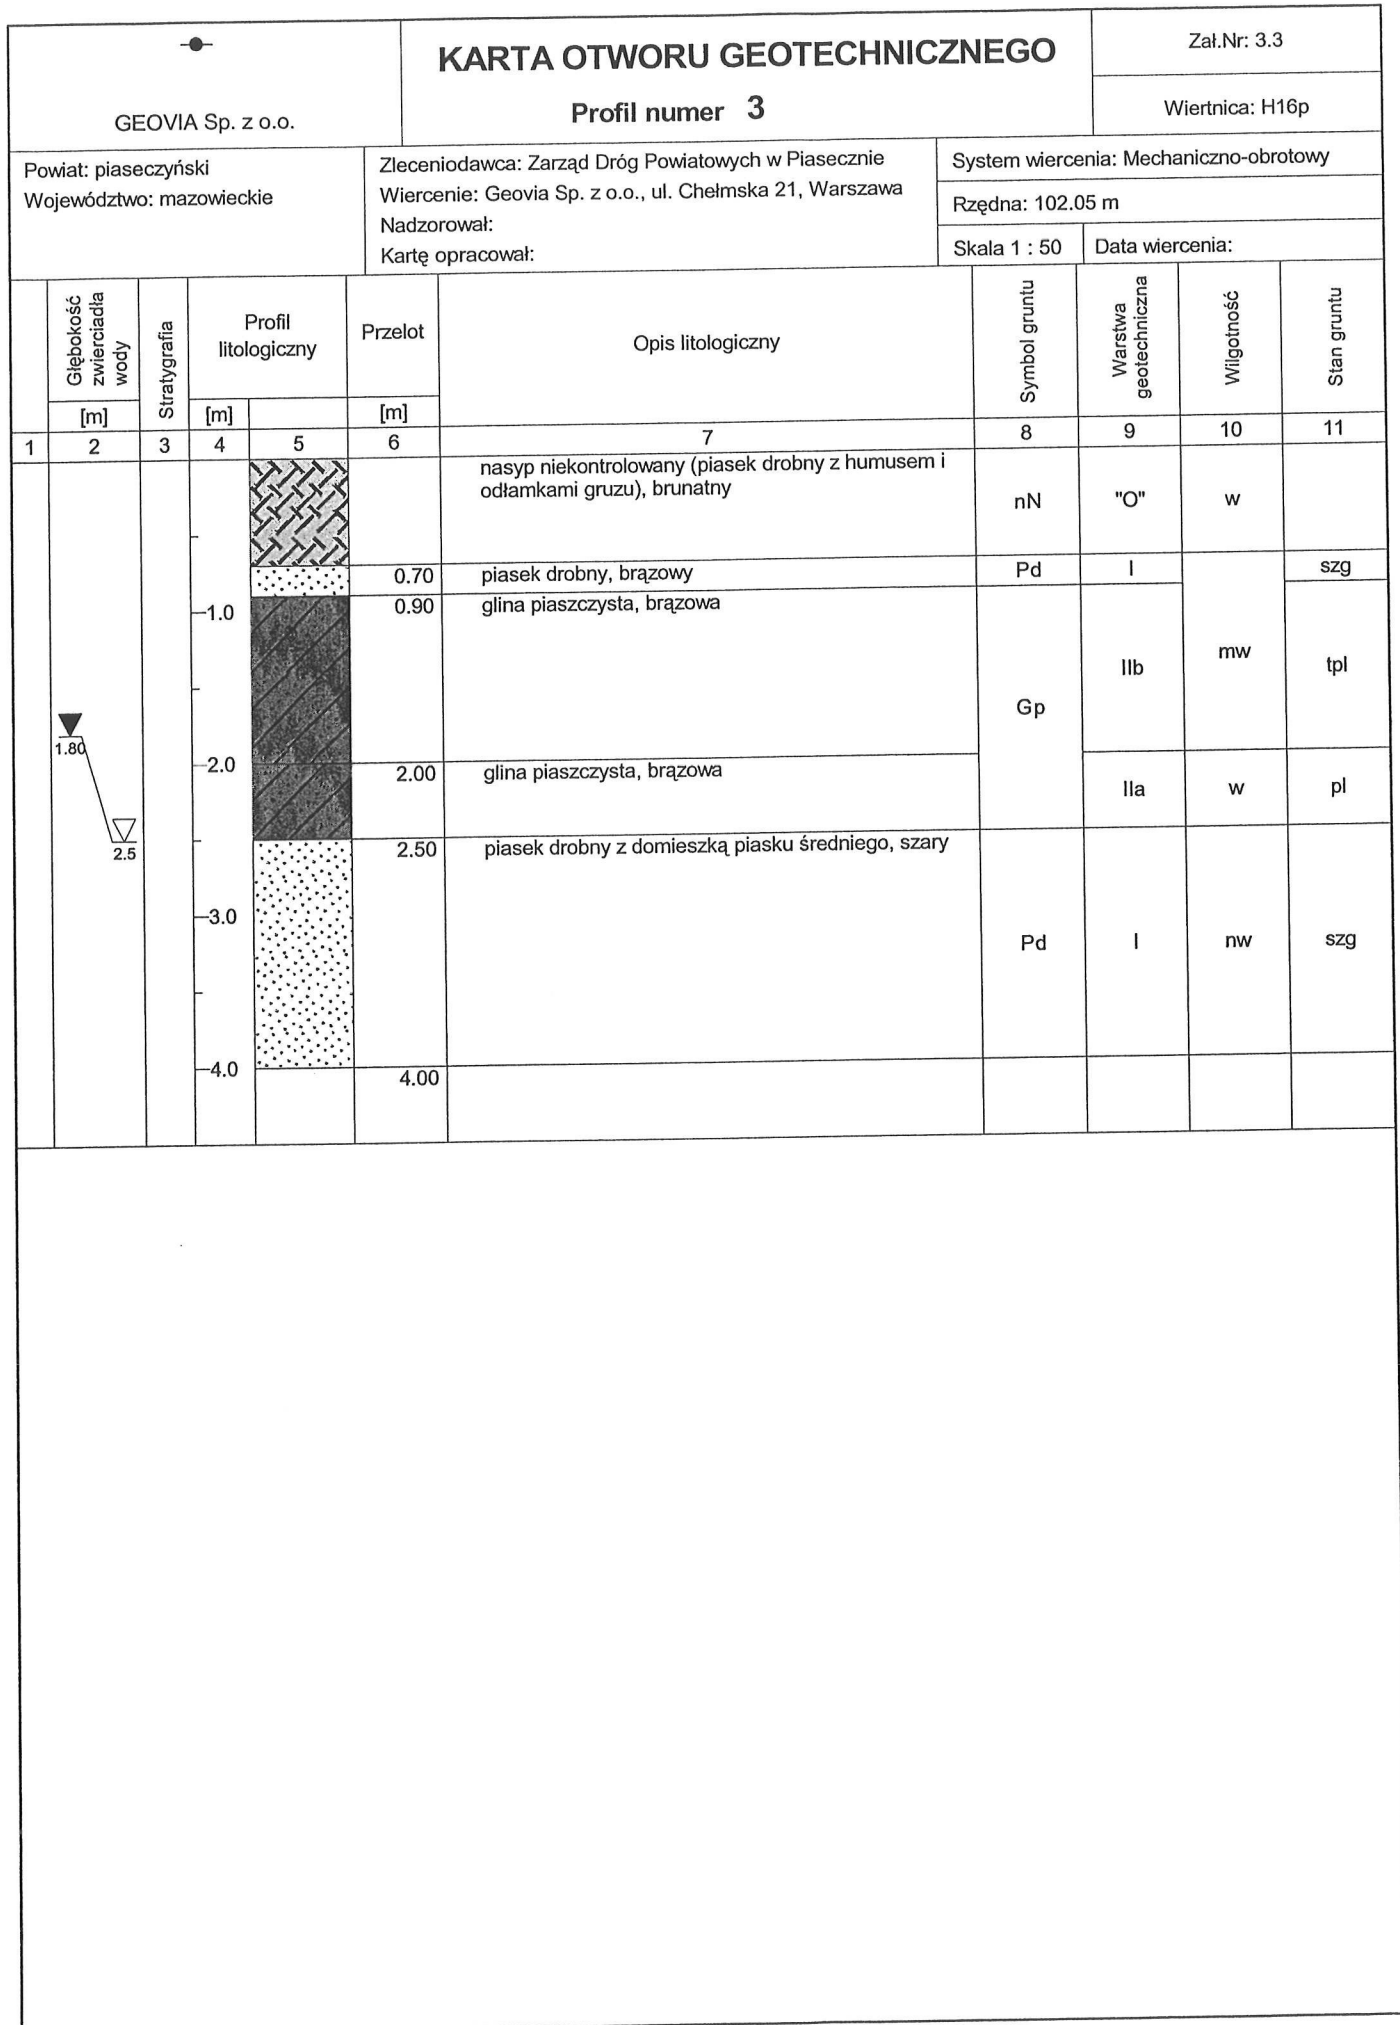 GEOVIA Sp. z o.o.
KARTA OTWORU GEOTECHNICZNEGO
Profil numer 3
Zał.Nr: 3.3
Wiertnica: H16p
Powiat: piaseczyński
Województwo: mazowieckie
Zleceniodawca: Zarząd Dróg Powiatowych w Piasecznie
Wiercenie: Geovia Sp. z o.o., ul. Chełmska 21, Warszawa
Nadzorował:
Kartę opracował:
System wiercenia: Mechaniczno-obrotowy
Rzędna: 102.05 m
Skala 1 : 50 Data wiercenia:
Głębokość
zwierciadła
wody
[m]
Stratygrafia
Profil
litologiczny
[m]
Przelot
[m]
Opis litologiczny
Symbol gruntu
Warstwa
geotechniczna
Wilgotność
Stan gruntu
1 2 3 4 5 6 7 8 9 10 11
nasyp niekontrolowany (piasek drobny z humusem i
odłamkami gruzu), brunatny
nN "O" w
0.70 piasek drobny, brązowy Pd I szg
1.0 0.90 glina piaszczysta, brązowa
IIb mw tpl
Gp
1.80
2.0 2.00 glina piaszczysta, brązowa
IIa w pl
2.5
2.50 piasek drobny z domieszką piasku średniego, szary
3.0
Pd I nw szg
4.0 4.00